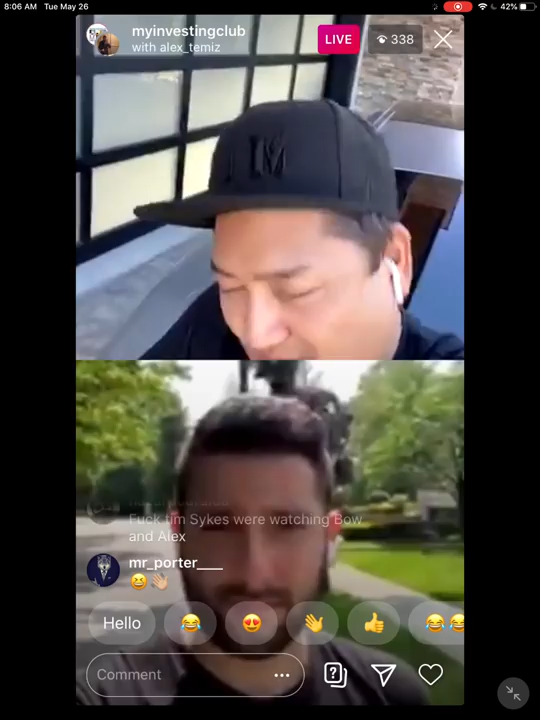 8:06 AM Tue May 26
42%
myinvestingclub
with alex_temiz
LIVE
338
Fuck tim Sykes were watching Bow
and Alex
mr_porter____
Hello
Comment